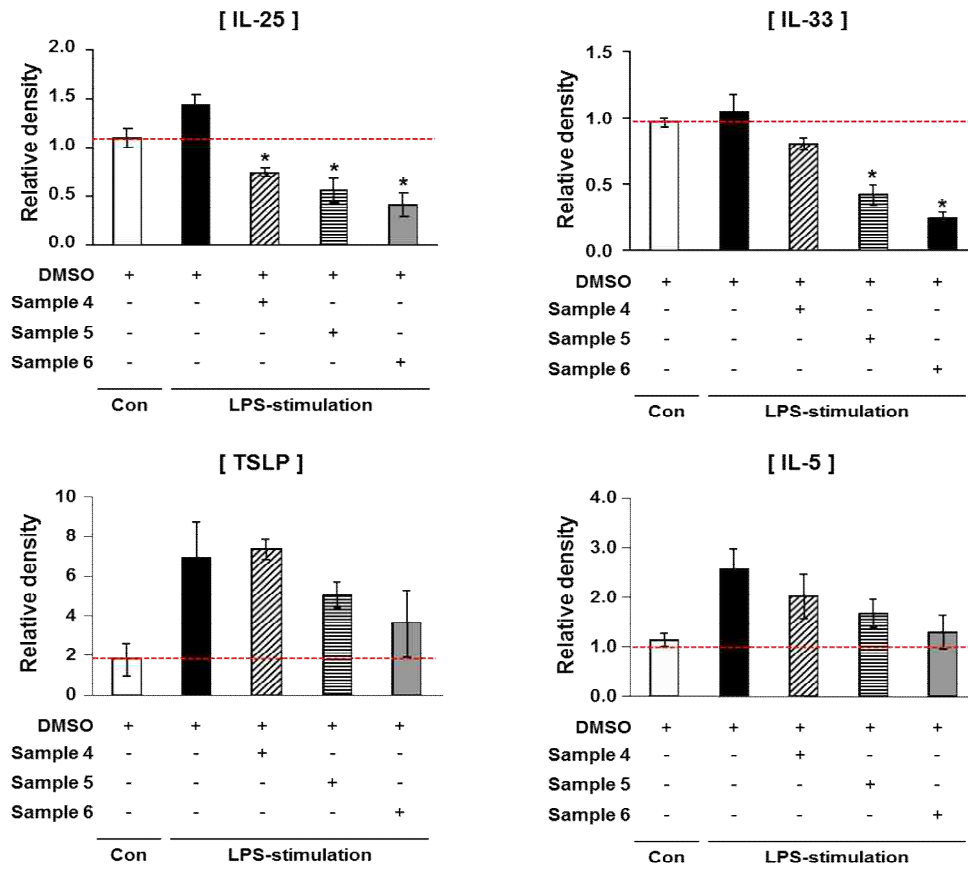 [ IL-25 ]
Relative density
2.0
1.5
1.0
0.5
0.0
* * *
DMSO + + + + +
Sample 4 - - + - -
Sample 5 - - - + -
Sample 6 - - - - +
Con LPS-stimulation
[ IL-33 ]
Relative density
1.5
1.0
0.5
0.0
* *
DMSO + + + + +
Sample 4 - - + - -
Sample 5 - - - + -
Sample 6 - - - - +
Con LPS-stimulation
[ TSLP ]
Relative density
10
8
6
4
2
0
DMSO + + + + +
Sample 4 - - + - -
Sample 5 - - - + -
Sample 6 - - - - +
Con LPS-stimulation
[ IL-5 ]
Relative density
4.0
3.0
2.0
1.0
0.0
DMSO + + + + +
Sample 4 - - + - -
Sample 5 - - - + -
Sample 6 - - - - +
Con LPS-stimulation